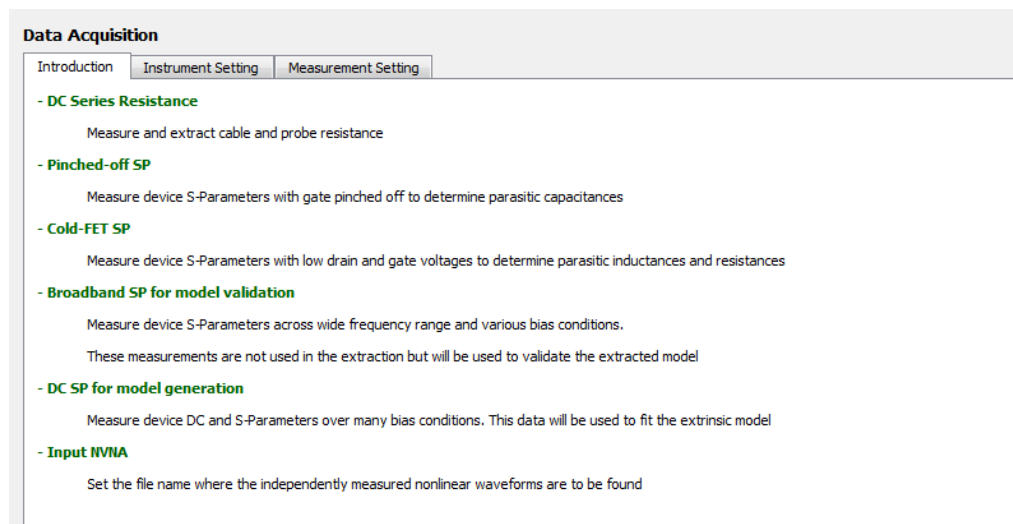 Data Acquisition
Introduction Instrument Setting Measurement Setting
- DC Series Resistance
Measure and extract cable and probe resistance
- Pinched-off SP
Measure device S-Parameters with gate pinched off to determine parasitic capacitances
- Cold-FET SP
Measure device S-Parameters with low drain and gate voltages to determine parasitic inductances and resistances
- Broadband SP for model validation
Measure device S-Parameters across wide frequency range and various bias conditions.
These measurements are not used in the extraction but will be used to validate the extracted model
- DC SP for model generation
Measure device DC and S-Parameters over many bias conditions. This data will be used to fit the extrinsic model
- Input NVNA
Set the file name where the independently measured nonlinear waveforms are to be found